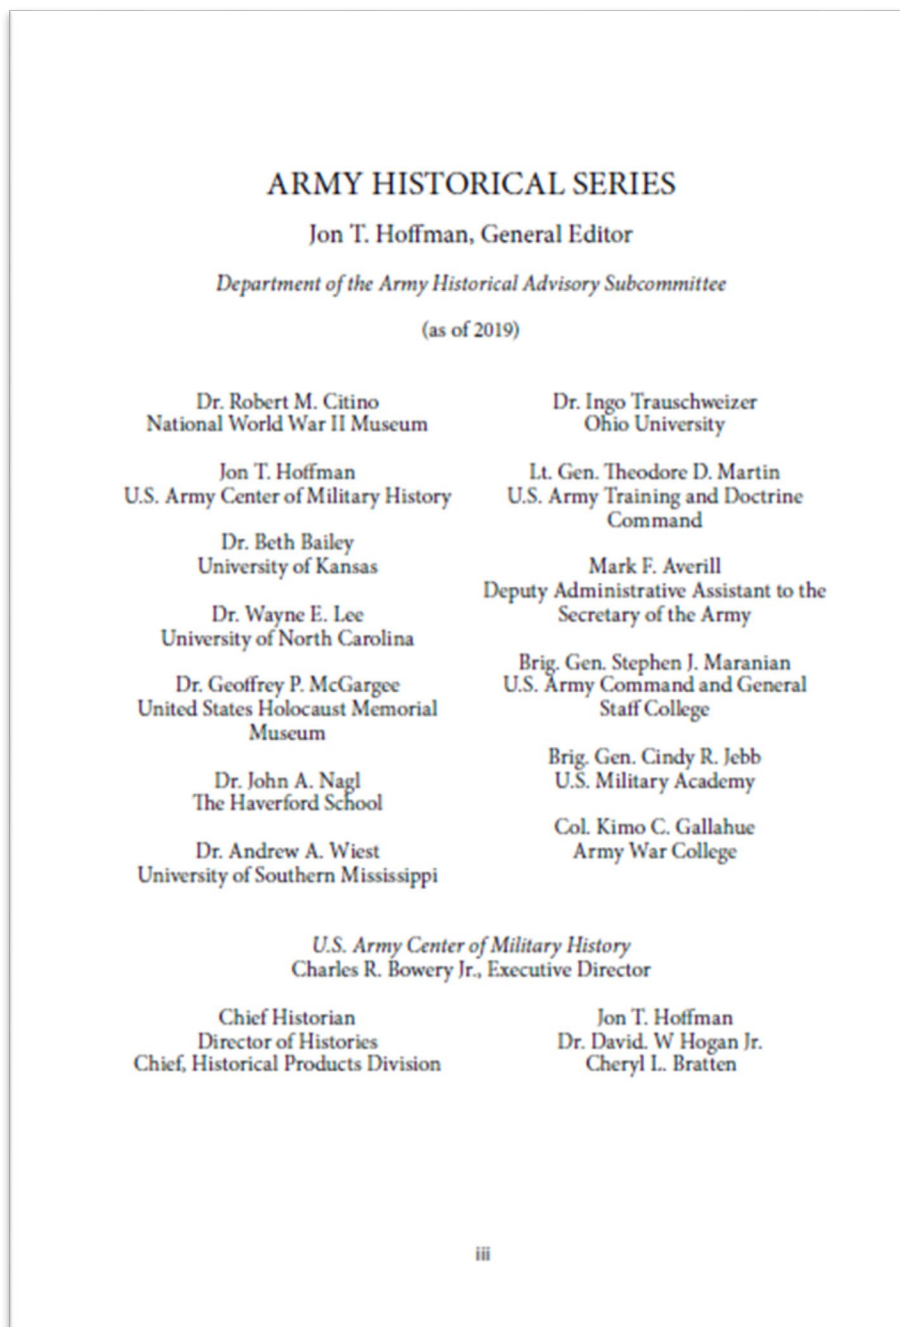 ARMY HISTORICAL SERIES
Jon T. Hoffman, General Editor
Department of the Army Historical Advisory Subcommittee
(as of 2019)
Dr. Robert M. Citino
National World War II Museum
Jon T. Hoffman
U.S. Army Center of Military History
Dr. Beth Bailey
University of Kansas
Dr. Wayne E. Lee
University of North Carolina
Dr. Geoffrey P. McGargee
United States Holocaust Memorial
Museum
Dr. John A. Nagl
The Haverford School
Dr. Andrew A. Wiest
University of Southern Mississippi
Dr. Ingo Trauschweizer
Ohio University
Lt. Gen. Theodore D. Martin
U.S. Army Training and Doctrine
Command
Mark F. Averill
Deputy Administrative Assistant to the
Secretary of the Army
Brig. Gen. Stephen J. Maranian
U.S. Army Command and General
Staff College
Brig. Gen. Cindy R. Jebb
U.S. Military Academy
Col. Kimo C. Gallahue
Army War College
U.S. Army Center of Military History
Charles R. Bowery Jr., Executive Director
Chief Historian
Director of Histories
Chief, Historical Products Division
Jon T. Hoffman
Dr. David. W Hogan Jr.
Cheryl L. Bratten
iii